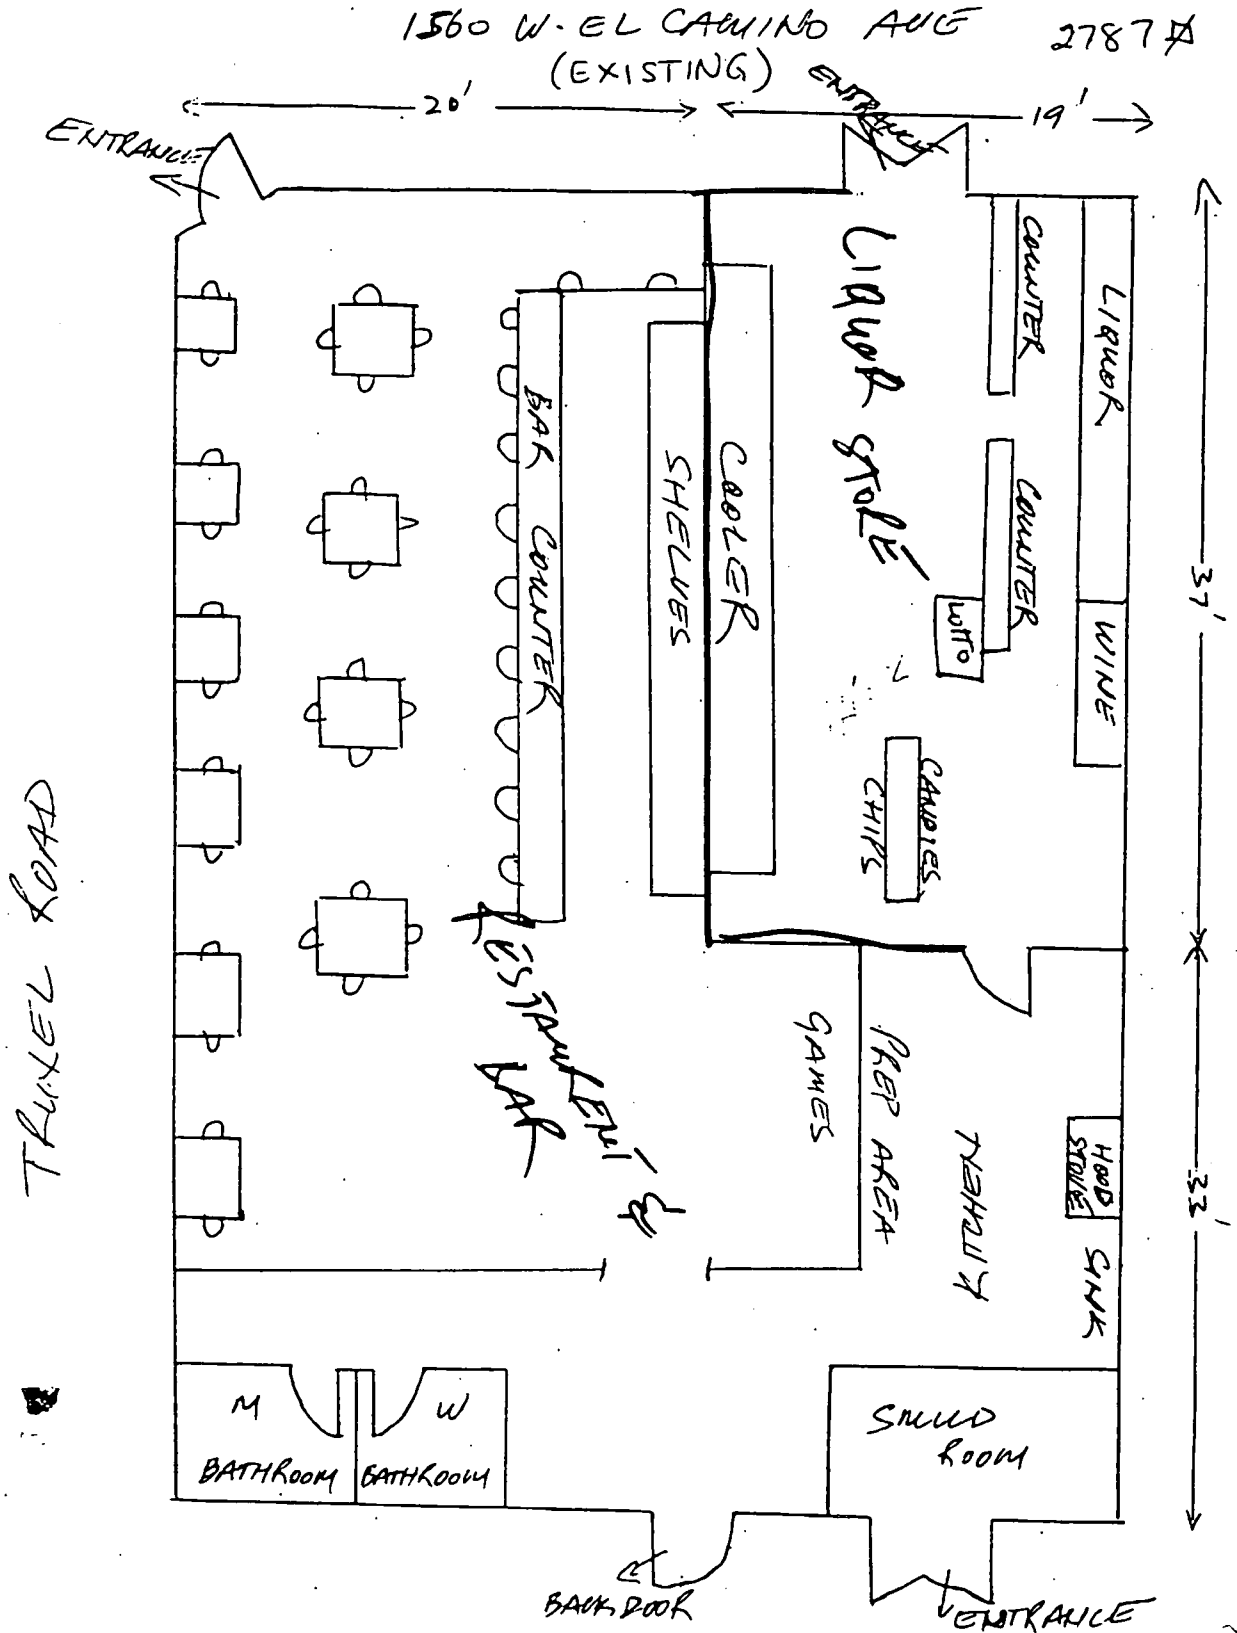 1560 W. EL CAMINO AVE 2787
(EXISTING)
ENTRANCE
20'
19'
ENTRANCE
LIQUOR STORE
COUNTER
LIQUOR
BAR COUNTER
SHELVES
COOLER
COUNTER
LOTTO
WINE
37'
CANDIES
CHIPS
TRUXEL ROAD
RESTAURENT &
BAR
GAMES
PREP AREA
KITCHEN
HOOD
STOVE
SINK
33'
M
BATHROOM
W
BATHROOM
ROOM
BACK DOOR
ENTRANCE